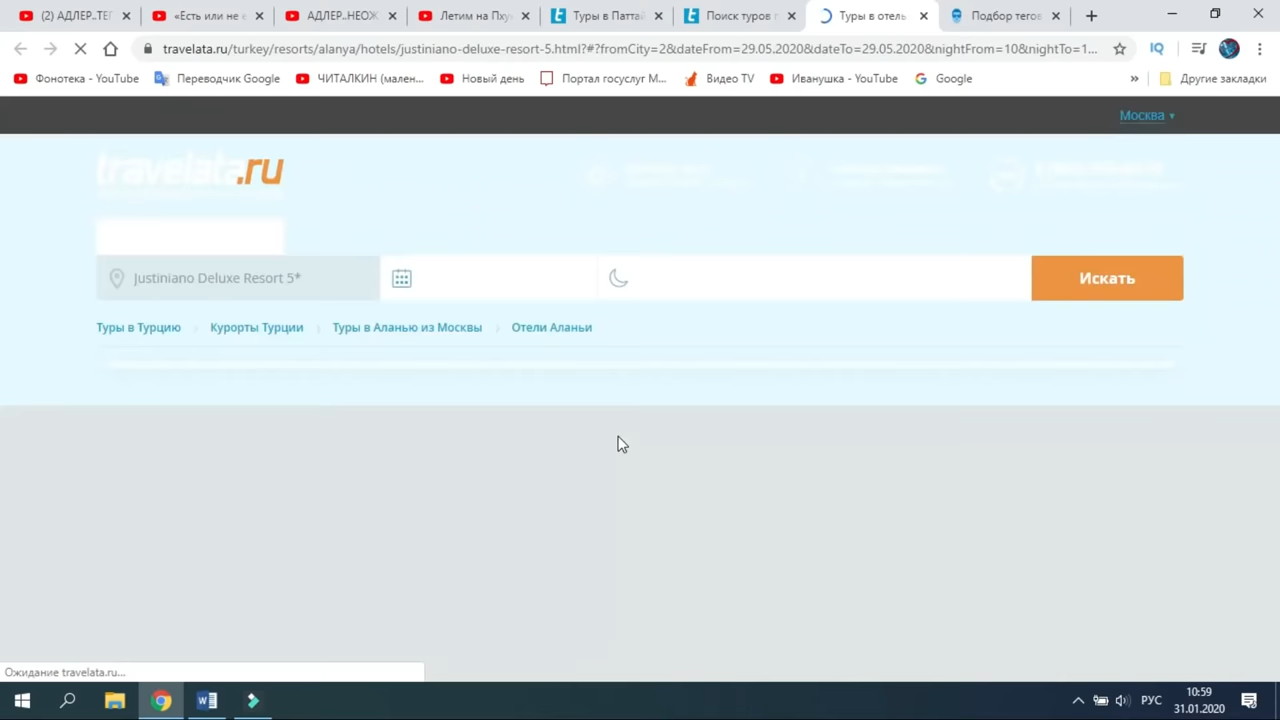 (2) АДЛЕР..ТЕП
«Есть или не е
АДЛЕР..НЕОЖ
Летим на Пху
Туры в Паттай
Поиск туров п
Туры в отель
Подбор тегов
travelata.ru/turkey/resorts/alanya/hotels/justiniano-deluxe-resort-5.html?#?fromCity=2&dateFrom=29.05.2020&dateTo=29.05.2020&nightFrom=10&nightTo=1...
IQ
Фонотека - YouTube
Переводчик Google
ЧИТАЛКИН (мален...
Новый день
Портал госуслуг М...
Видео TV
Иванушка - YouTube
Google
»
Другие закладки
Москва
travelata.ru
Justiniano Deluxe Resort 5*
Искать
Туры в Турцию
Курорты Турции
Туры в Аланью из Москвы
Отели Аланьи
Ожидание travelata.ru...
РУС
10:59
31.01.2020